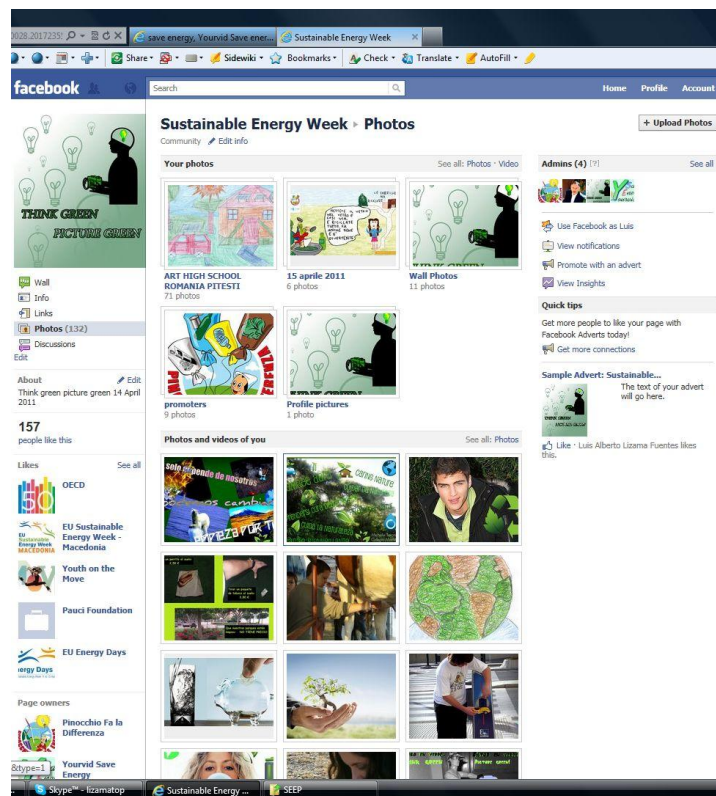 0028.2017235!
save energy, Yourvid Save ener...
Sustainable Energy Week
Share
Sidewiki
Bookmarks
Check
Translate
AutoFill
facebook
Search
Home Profile Account
THINK GREEN
PICTURE GREEN
Wall
Info
Links
Photos (132)
Discussions
Edit
About
Edit
Think green picture green 14 April
2011
157
people like this
Likes
See all
OECD
EU Sustainable
Energy Week -
Macedonia
Youth on the
Move
Pauci Foundation
EU Energy Days
Page owners
Pinocchio Fa la
Differenza
Yourvid Save
Energy
Sustainable Energy Week
Photos
Community
Edit info
Your photos
See all: Photos · Video
ART HIGH SCHOOL
ROMANIA PITESTI
71 photos
15 aprile 2011
6 photos
Wall Photos
11 photos
promoters
9 photos
Profile pictures
1 photo
Photos and videos of you
See all: Photos
solo depende de nosotros
+ Upload Photos
Admins (4) [?]
See all
Use Facebook as Luis
View notifications
Promote with an advert
View Insights
Quick tips
Get more people to like your page with
Facebook Adverts today!
Get more connections
Sample Advert: Sustainable...
The text of your advert
will go here.
Like · Luis Alberto Lizama Fuentes likes
this.
&type=1
Skype™ - lizamatop
Sustainable Energy ...
SEEP